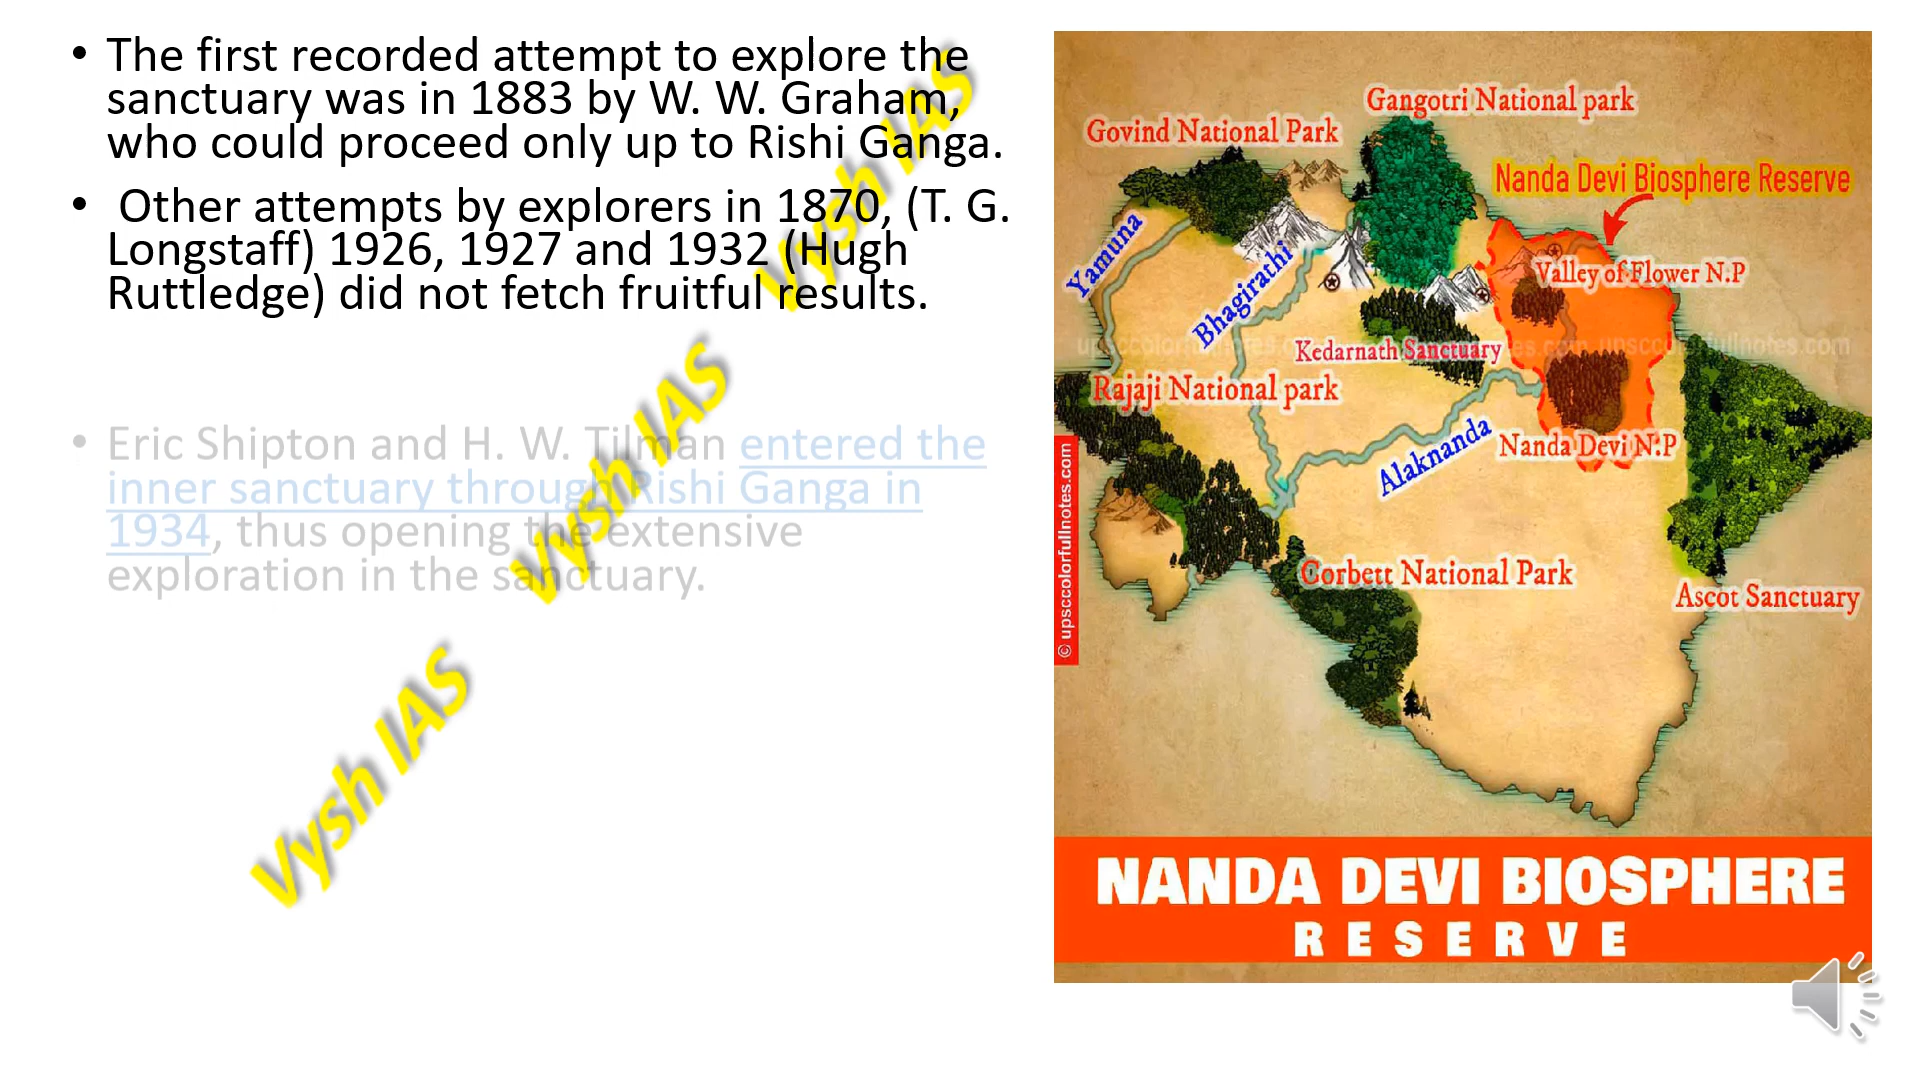 • The first recorded attempt to explore the
sanctuary was in 1883 by W. W. Graham,
who could proceed only up to Rishi Ganga.
• Other attempts by explorers in 1870, (T. G.
Longstaff) 1926, 1927 and 1932 (Hugh
Ruttledge) did not fetch fruitful results.
• Eric Shipton and H. W. Tilman entered the
inner sanctuary through Rishi Ganga in
1934, thus opening the extensive
exploration in the sanctuary.
Vysh IAS
Vysh IAS
Vysh IAS
Gangotri National park
Govind National Park
Nanda Devi Biosphere Reserve
Yamuna
Bhagirathi
Valley of Flower N.P
upsccolorfullnotes.com upsccolorfullnotes.com
Kedarnath Sanctuary
Rajaji National park
Alaknanda
Nanda Devi N.P
© upsccolorfullnotes.com
Corbett National Park
Ascot Sanctuary
NANDA DEVI BIOSPHERE
RESERVE